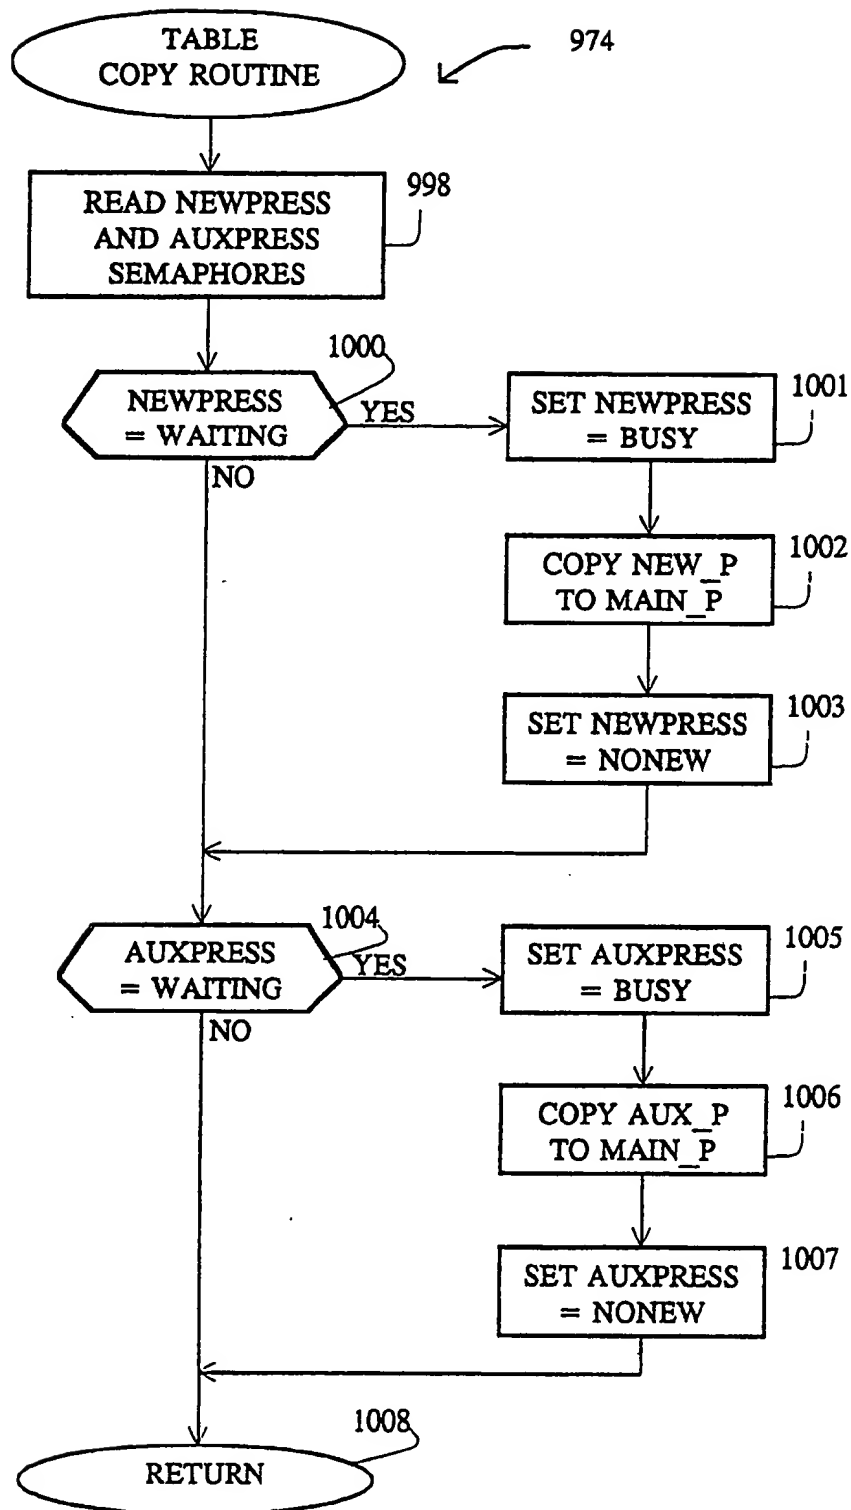 TABLE
COPY ROUTINE
974
READ NEWPRESS
AND AUXPRESS
SEMAPHORES
998
NEWPRESS
= WAITING
1000
YES
NO
SET NEWPRESS
= BUSY
1001
COPY NEW_P
TO MAIN_P
1002
SET NEWPRESS
= NONEW
1003
AUXPRESS
= WAITING
1004
YES
NO
SET AUXPRESS
= BUSY
1005
COPY AUX_P
TO MAIN_P
1006
SET AUXPRESS
= NONEW
1007
RETURN
1008